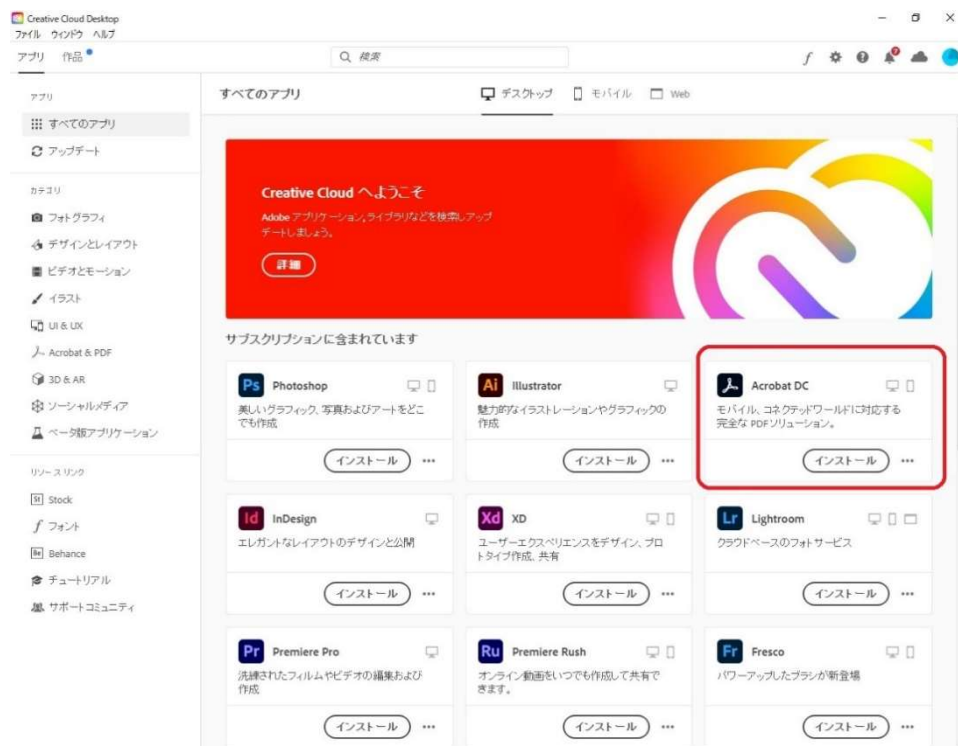 Creative Cloud Desktop
ファイル ウィンドウ ヘルプ
アプリ 作品
検索
アプリ
すべてのアプリ
アップデート
カテゴリ
フォトグラフィ
デザインとレイアウト
ビデオとモーション
イラスト
UI & UX
Acrobat & PDF
3D & AR
ソーシャルメディア
ベータ版アプリケーション
リソース リンク
St Stock
フォント
Be Behance
チュートリアル
サポートコミュニティ
すべてのアプリ
デスクトップ モバイル Web
Creative Cloud へようこそ
Adobe アプリケーション,ライブラリなどを検索しアップ
デートしましょう。
詳細
サブスクリプションに含まれています
Ps Photoshop
美しいグラフィック、写真およびアートをどこ
でも作成
インストール
Ai Illustrator
魅力的なイラストレーションやグラフィックの
作成
インストール
Acrobat DC
モバイル、コネクテッドワールドに対応する
完全な PDF ソリューション。
インストール
Id InDesign
エレガントなレイアウトのデザインと公開
インストール
Xd XD
ユーザーエクスペリエンスをデザイン、プロ
トタイプ作成、共有
インストール
Lr Lightroom
クラウドベースのフォトサービス
インストール
Pr Premiere Pro
洗練されたフィルムやビデオの編集および
作成
インストール
Ru Premiere Rush
オンライン動画をいつでも作成して共有で
きます。
インストール
Fr Fresco
パワーアップしたブラシが新登場
インストール